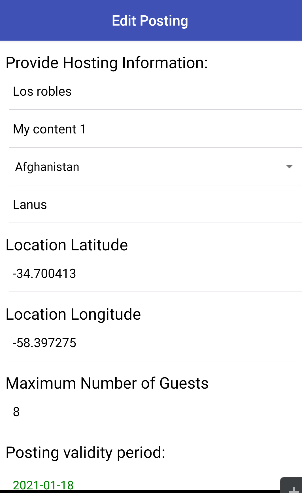 Edit Posting
Provide Hosting Information:
Los robles
My content 1
Afghanistan
Lanus
Location Latitude
-34.700413
Location Longitude
-58.397275
Maximum Number of Guests
8
Posting validity period:
2021-01-18